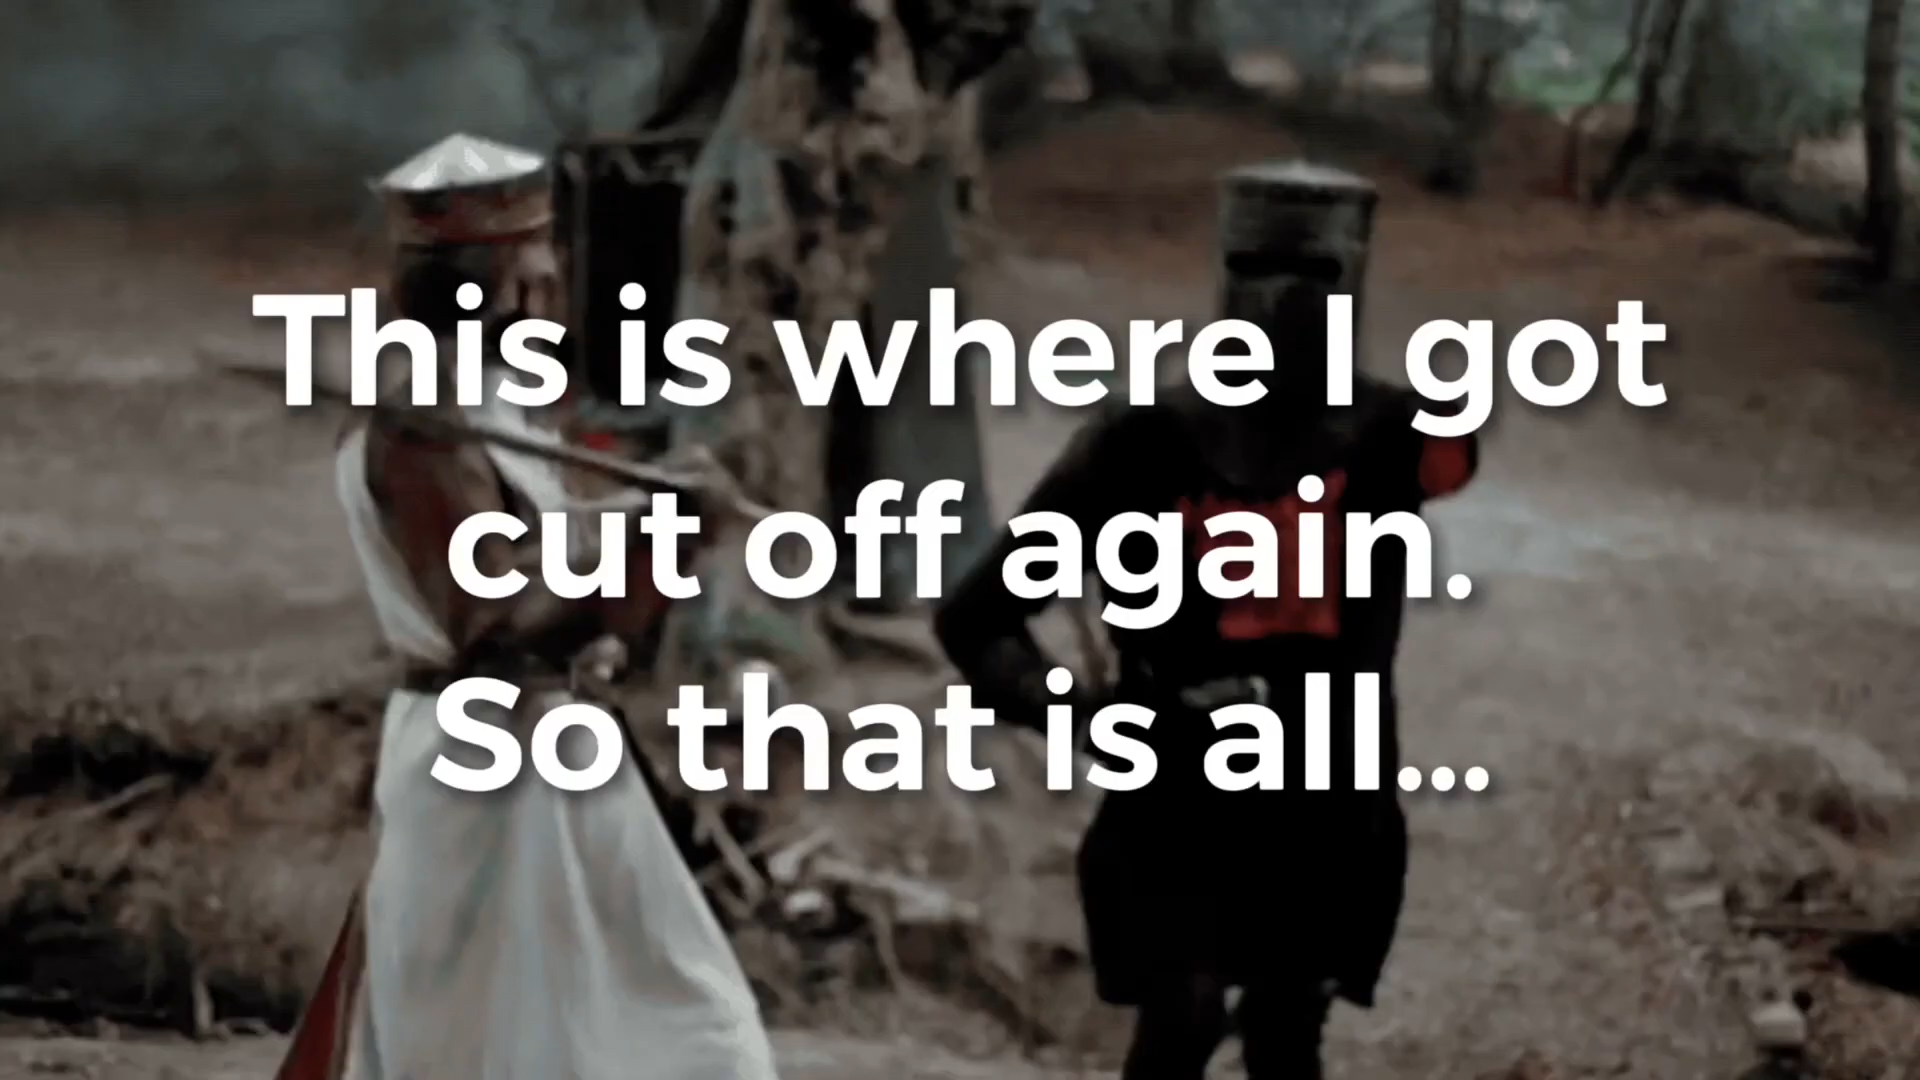 This is where I got
cut off again.
So that is all...